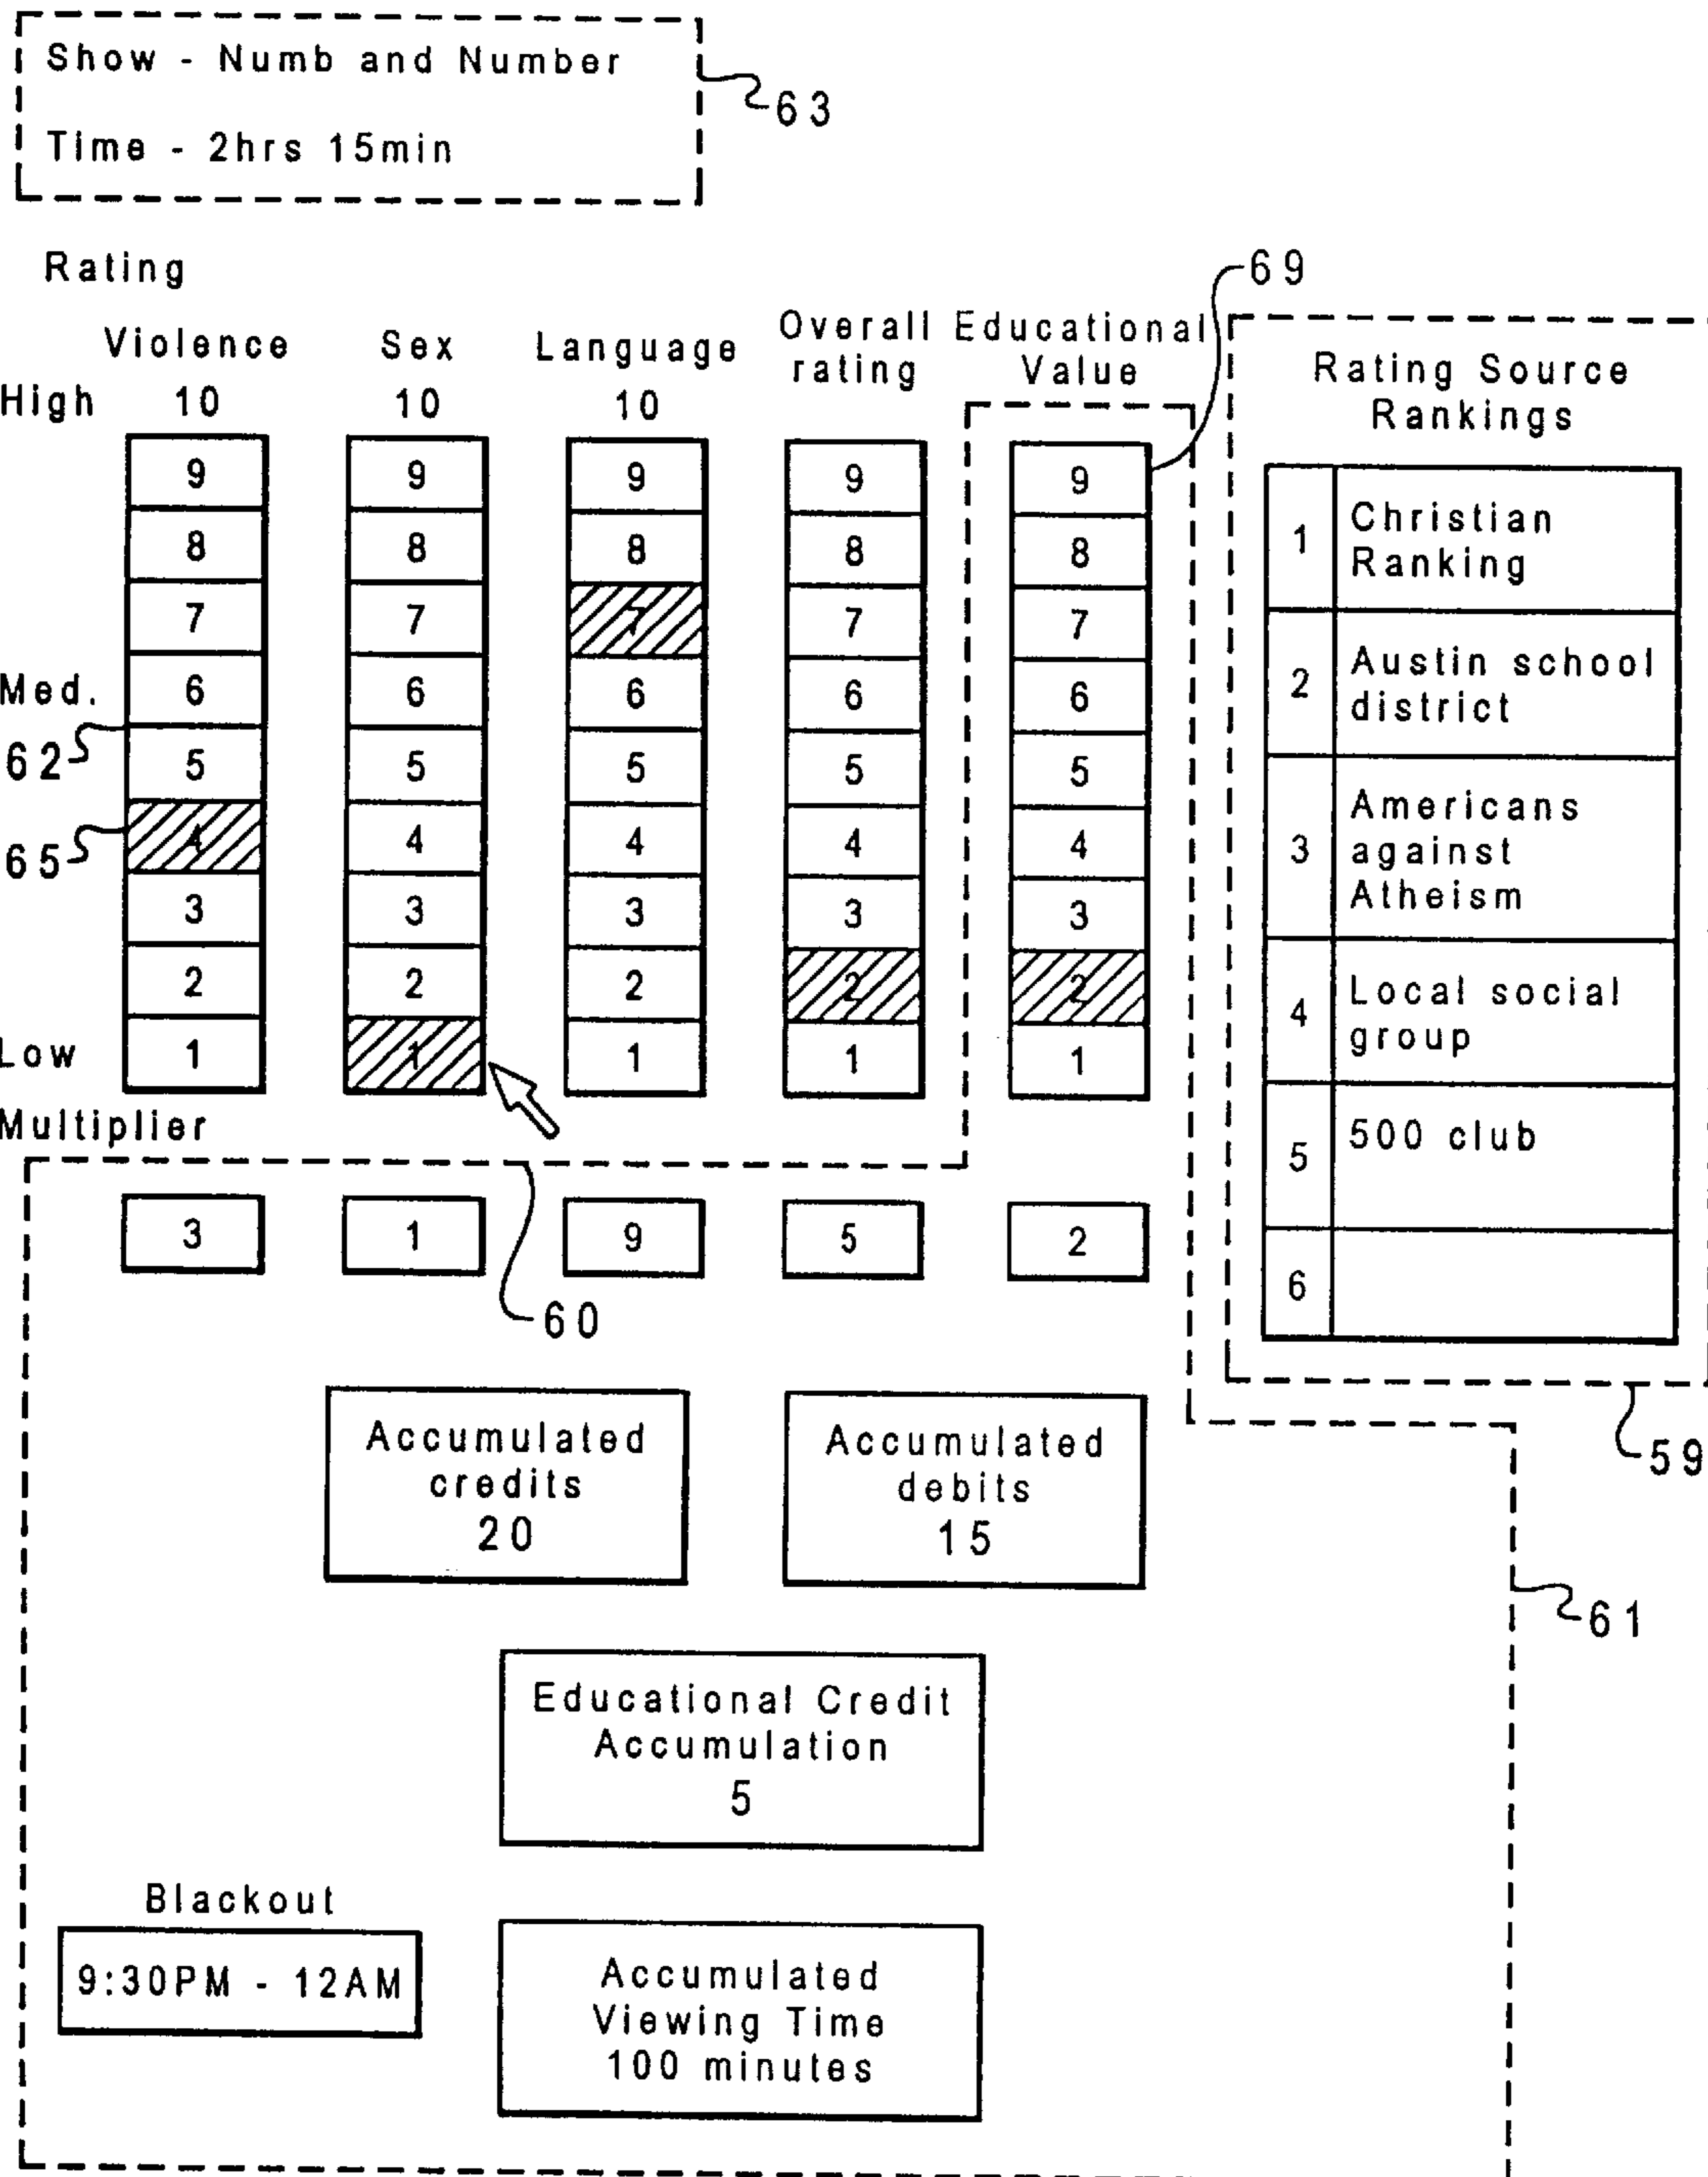 Show - Numb and Number
Time - 2hrs 15min
63
Rating
69
Violence Sex Language Overall rating Educational Value
High 10 10 10
9 9 9 9 9
8 8 8 8 8
7 7 7 7 7
Med. 6 6 6 6 6
62
5 5 5 5 5
65
4 4 4 4 4
3 3 3 3 3
2 2 2 2 2
Low 1 1 1 1 1
Multiplier
3 1 9 5 2
60
Rating Source
Rankings
1 Christian
Ranking
2 Austin school
district
3 Americans
against
Atheism
4 Local social
group
5 500 club
6
59
Accumulated
credits
20
Accumulated
debits
15
61
Educational Credit
Accumulation
5
Blackout
9:30PM - 12AM
Accumulated
Viewing Time
100 minutes